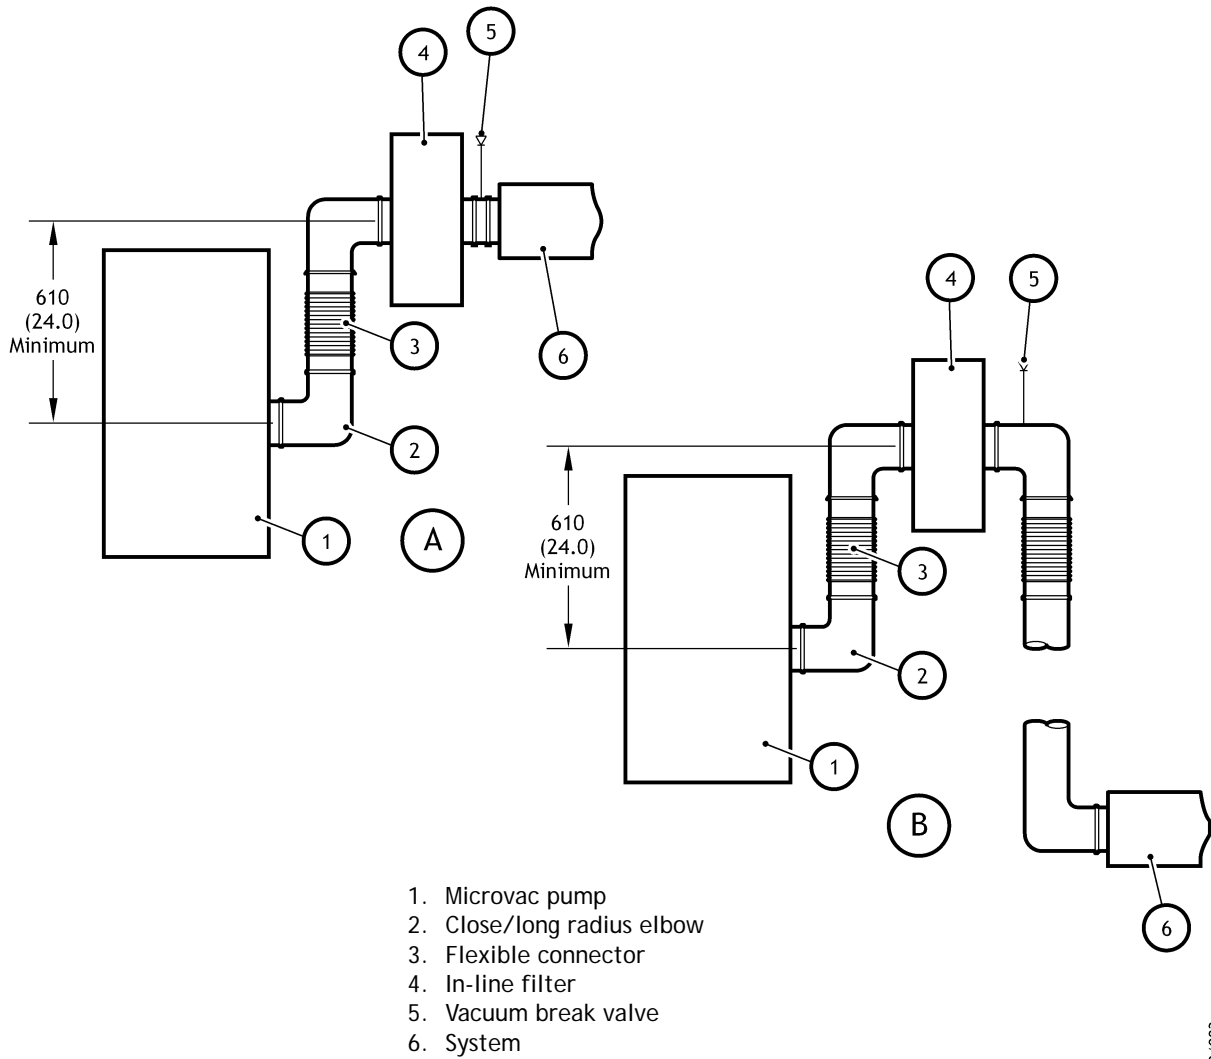 4
5
610
(24.0)
Minimum
3
6
2
1
A
4
5
610
(24.0)
Minimum
3
2
1
B
6
1. Microvac pump
2. Close/long radius elbow
3. Flexible connector
4. In-line filter
5. Vacuum break valve
6. System